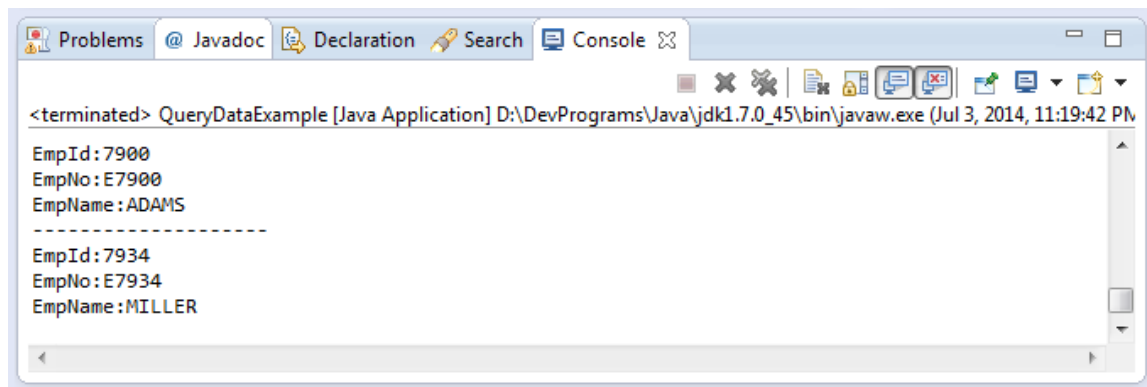 Problems @ Javadoc Declaration Search Console
<terminated> QueryDataExample [Java Application] D:\DevPrograms\Java\jdk1.7.0_45\bin\javaw.exe (Jul 3, 2014, 11:19:42 PM
EmpId:7900
EmpNo:E7900
EmpName:ADAMS
--------------------
EmpId:7934
EmpNo:E7934
EmpName:MILLER